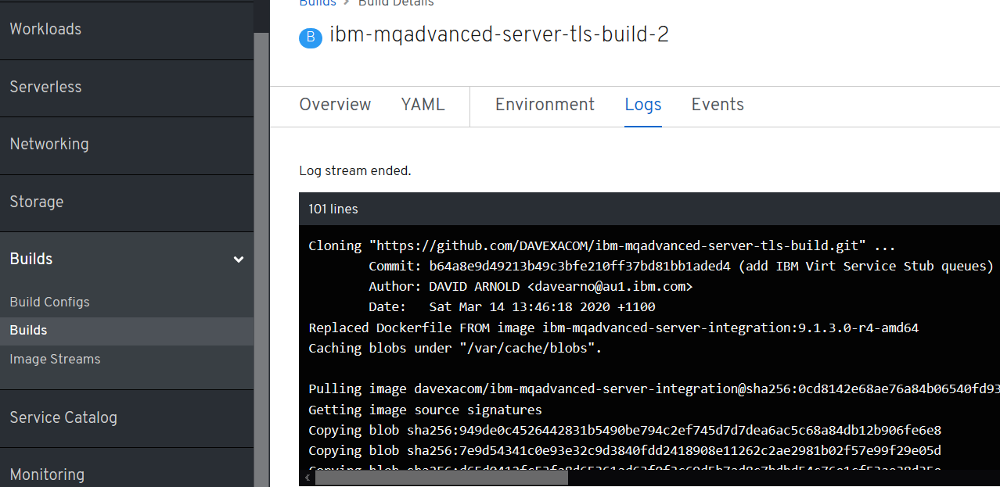 Builds > Build Details
B ibm-mqadvanced-server-tls-build-2
Workloads
Serverless
Networking
Storage
Builds
Build Configs
Builds
Image Streams
Service Catalog
Monitoring
Overview YAML Environment Logs Events
Log stream ended.
101 lines
Cloning "https://github.com/DAVEXACOM/ibm-mqadvanced-server-tls-build.git" ...
Commit: b64a8e9d49213b49c3bfe210ff37bd81bb1aded4 (add IBM Virt Service Stub queues)
Author: DAVID ARNOLD <davearno@au1.ibm.com>
Date: Sat Mar 14 13:46:18 2020 +1100
Replaced Dockerfile FROM image ibm-mqadvanced-server-integration:9.1.3.0-r4-amd64
Caching blobs under "/var/cache/blobs".
Pulling image davexacom/ibm-mqadvanced-server-integration@sha256:0cd8142e68ae76a84b06540fd93
Getting image source signatures
Copying blob sha256:949de0c4526442831b5490be794c2ef745d7d7dea6ac5c68a84db12b906fe6e8
Copying blob sha256:7e9d54341c0e93e32c9d3840fdd2418908e11262c2ae2981b02f57e99f29e05d
Copying blob